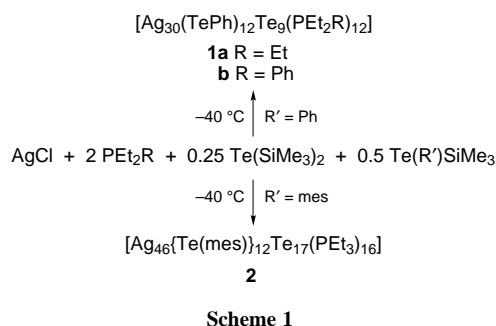 [Ag₃₀(TePh)₁₂Te₉(PEt₂R)₁₂]
1a R = Et
b R = Ph
–40 °C R′ = Ph
AgCl + 2 PEt₂R + 0.25 Te(SiMe₃)₂ + 0.5 Te(R′)SiMe₃
–40 °C R′ = mes
[Ag₄₆{Te(mes)}₁₂Te₁₇(PEt₃)₁₆]
2
Scheme 1